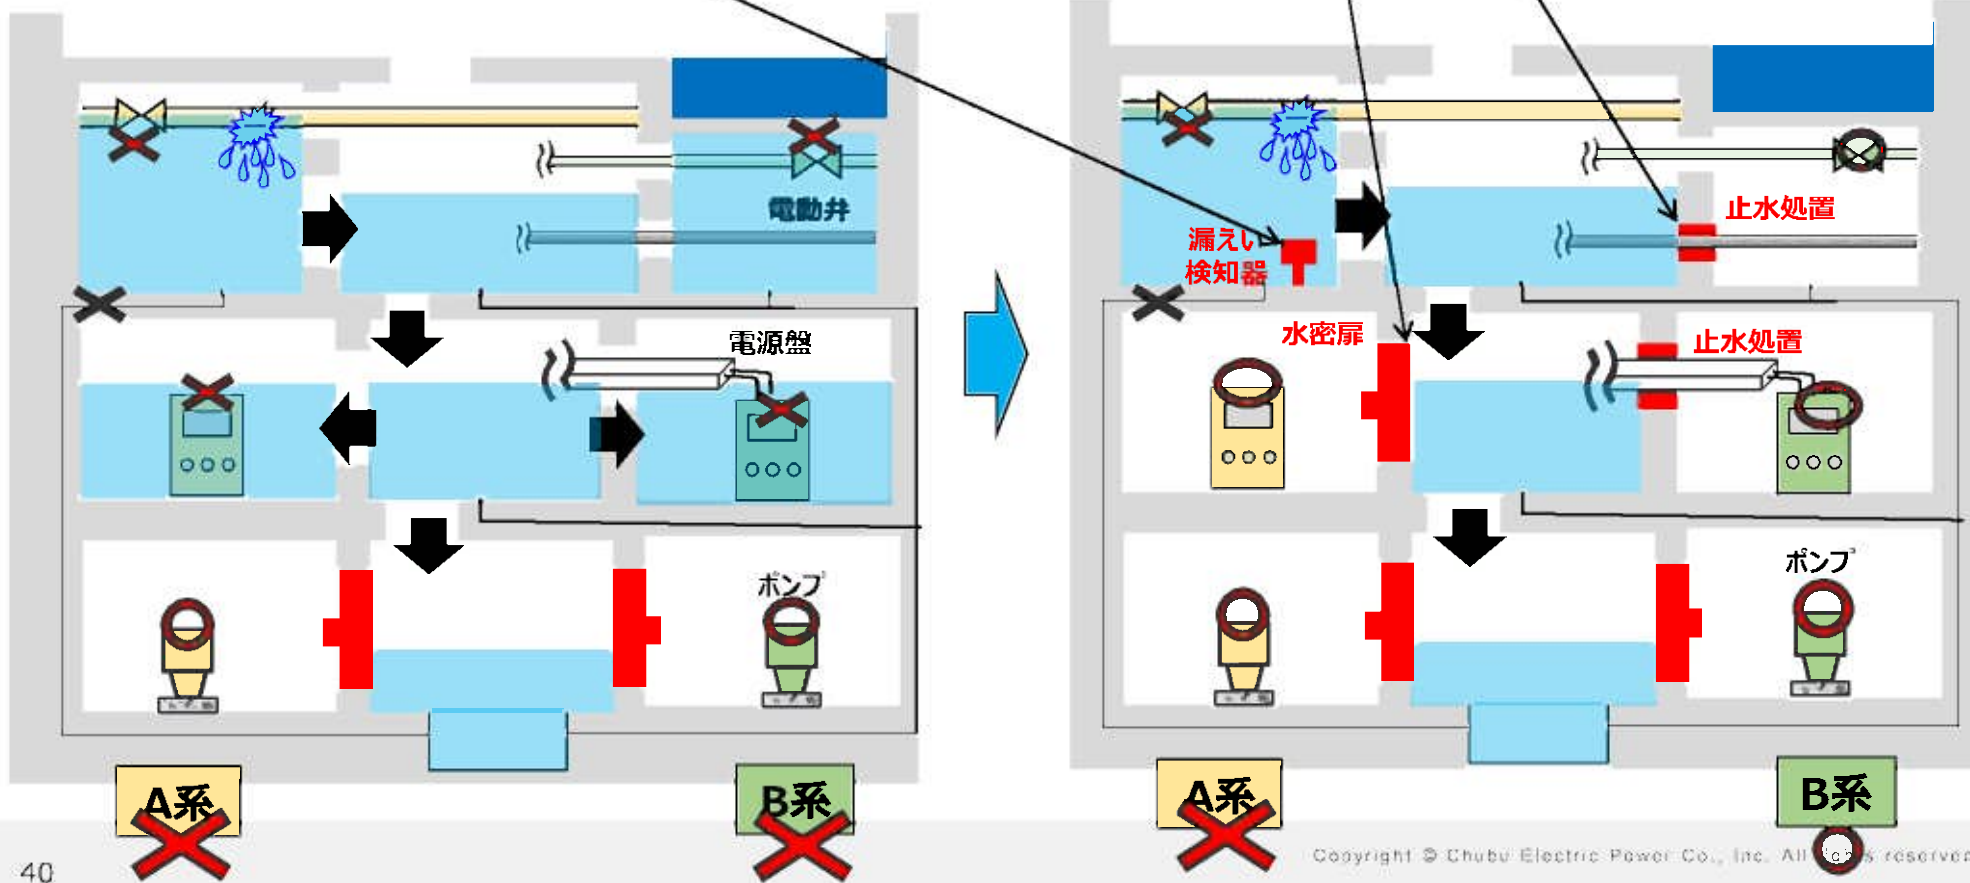 電動弁
電源盤
ポンプ
A系
B系
漏えい
検知器
止水処置
水密扉
止水処置
ポンプ
A系
B系
40
Copyright © Chubu Electric Power Co., Inc. All reserved